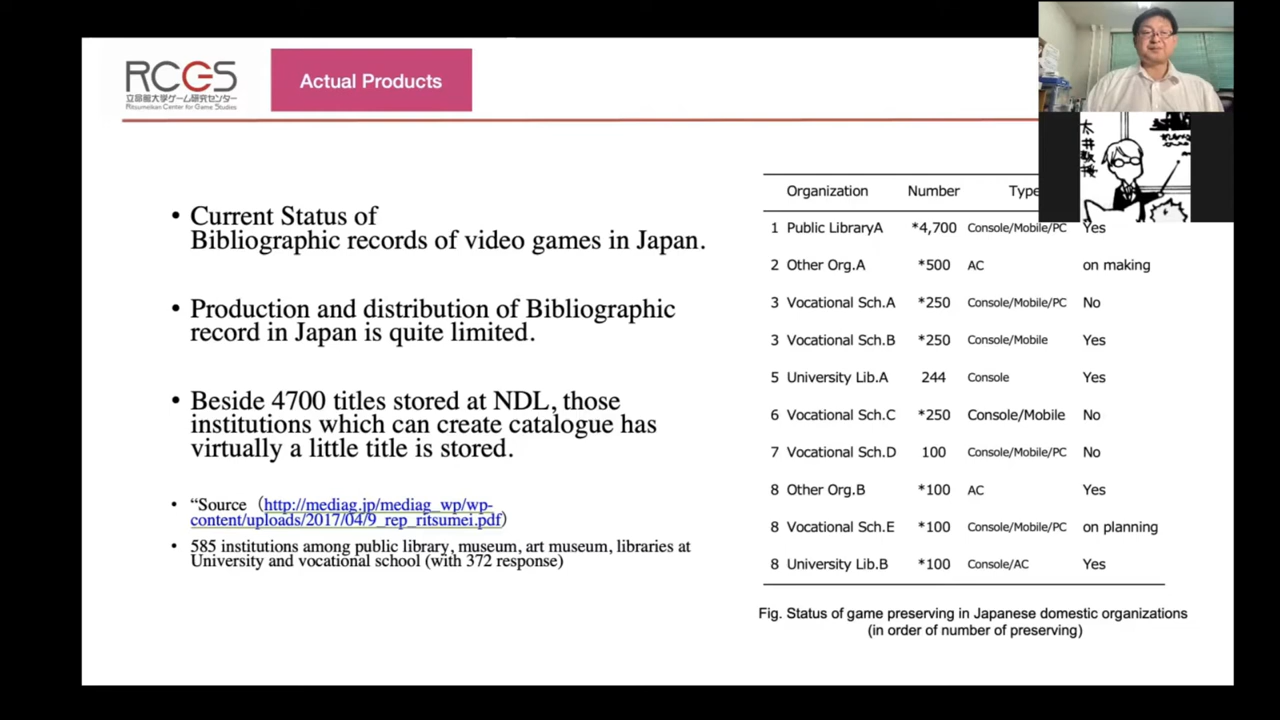 RCGS
立命館大学ゲーム研究センター
Ritsumeikan Center for Game Studies
Actual Products
• Current Status of
Bibliographic records of video games in Japan.
• Production and distribution of Bibliographic
record in Japan is quite limited.
• Beside 4700 titles stored at NDL, those
institutions which can create catalogue has
virtually a little title is stored.
• “Source（http://mediag.jp/mediag_wp/wp-
content/uploads/2017/04/9_rep_ritsumei.pdf）
• 585 institutions among public library, museum, art museum, libraries at
University and vocational school (with 372 response)
Organization Number Type
1 Public LibraryA *4,700 Console/Mobile/PC Yes
2 Other Org.A *500 AC on making
3 Vocational Sch.A *250 Console/Mobile/PC No
3 Vocational Sch.B *250 Console/Mobile Yes
5 University Lib.A 244 Console Yes
6 Vocational Sch.C *250 Console/Mobile No
7 Vocational Sch.D 100 Console/Mobile/PC No
8 Other Org.B *100 AC Yes
8 Vocational Sch.E *100 Console/Mobile/PC on planning
8 University Lib.B *100 Console/AC Yes
Fig. Status of game preserving in Japanese domestic organizations
(in order of number of preserving)